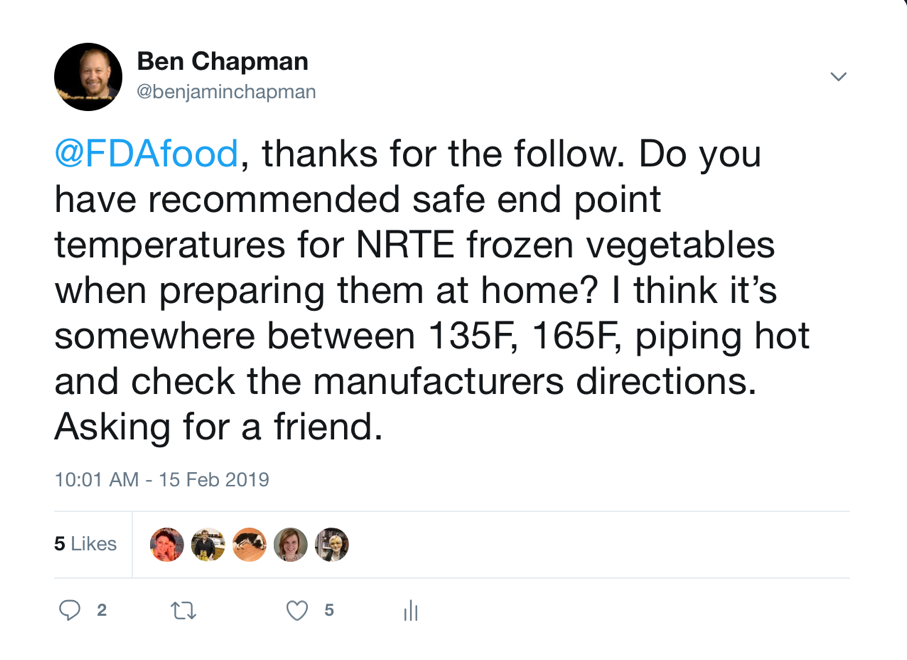 Ben Chapman
@benjaminchapman
@FDAfood, thanks for the follow. Do you
have recommended safe end point
temperatures for NRTE frozen vegetables
when preparing them at home? I think it’s
somewhere between 135F, 165F, piping hot
and check the manufacturers directions.
Asking for a friend.
10:01 AM - 15 Feb 2019
5 Likes
2 5